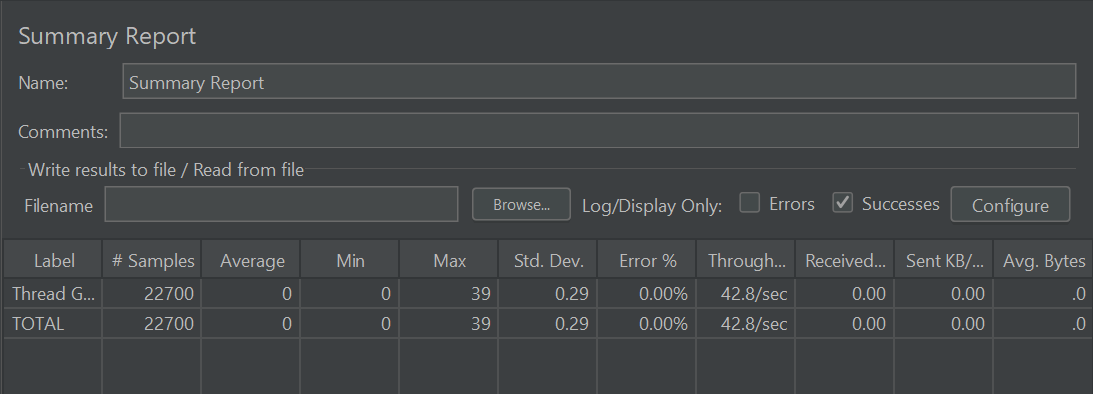 Summary Report
Name: Summary Report
Comments:
Write results to file / Read from file
Filename Browse... Log/Display Only: Errors Successes Configure
Label # Samples Average Min Max Std. Dev. Error % Through... Received... Sent KB/... Avg. Bytes
Thread G... 22700 0 0 39 0.29 0.00% 42.8/sec 0.00 0.00 .0
TOTAL 22700 0 0 39 0.29 0.00% 42.8/sec 0.00 0.00 .0